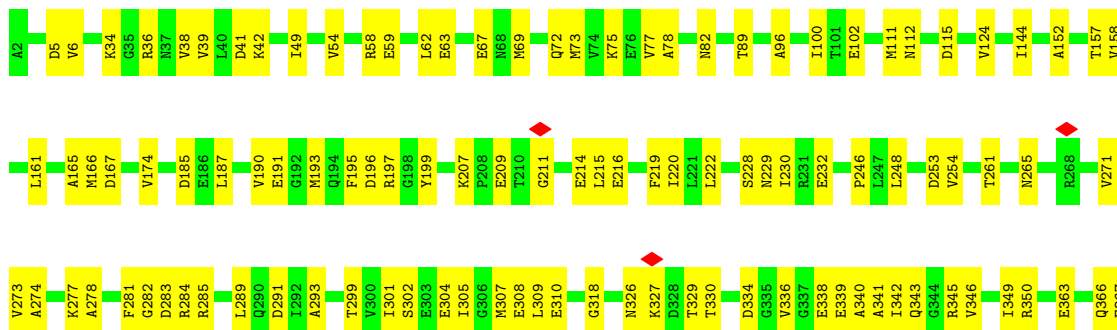 A2 D5 V6 K34 G35 R36 N37 V38 V39 L40 D41 K42 I49 V54 R58 E59 L62 E63 E67 N68 M69 Q72 M73 V74 K75 E76 V77 A78 N82 T89 A96 I100 T101 E102 M111 N112 D115 V124 I144 A152 T157 V158
L161 A165 M166 D167 V174 D185 E186 L187 V190 E191 G192 M193 Q194 F195 D196 R197 G198 Y199 K207 P208 E209 T210 G211 E214 L215 E216 F219 I220 L221 L222 S228 N229 I230 R231 E232 P246 L247 L248 D253 V254 T261 N265 R268 V271
V273 A274 K277 A278 F281 G282 D283 R284 R285 L289 Q290 D291 I292 A293 T299 V300 I301 S302 E303 E304 I305 G306 M307 E308 L309 E310 G318 N326 K327 D328 T329 T330 D334 G335 V336 G337 E338 E339 A340 A341 I342 Q343 G344 R345 V346 I349 R350 E363 Q366